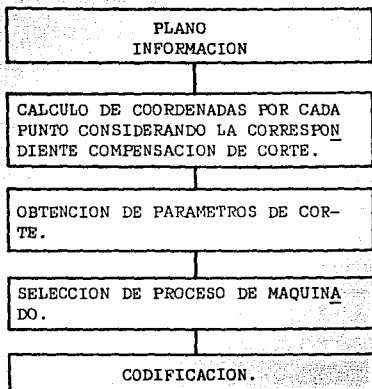 PLANO
INFORMACION
CALCULO DE COORDENADAS POR CADA
PUNTO CONSIDERANDO LA CORRESPON
DIENTE COMPENSACION DE CORTE.
OBTENCION DE PARAMETROS DE COR-
TE.
SELECCION DE PROCESO DE MAQUINA
DO.
CODIFICACION.